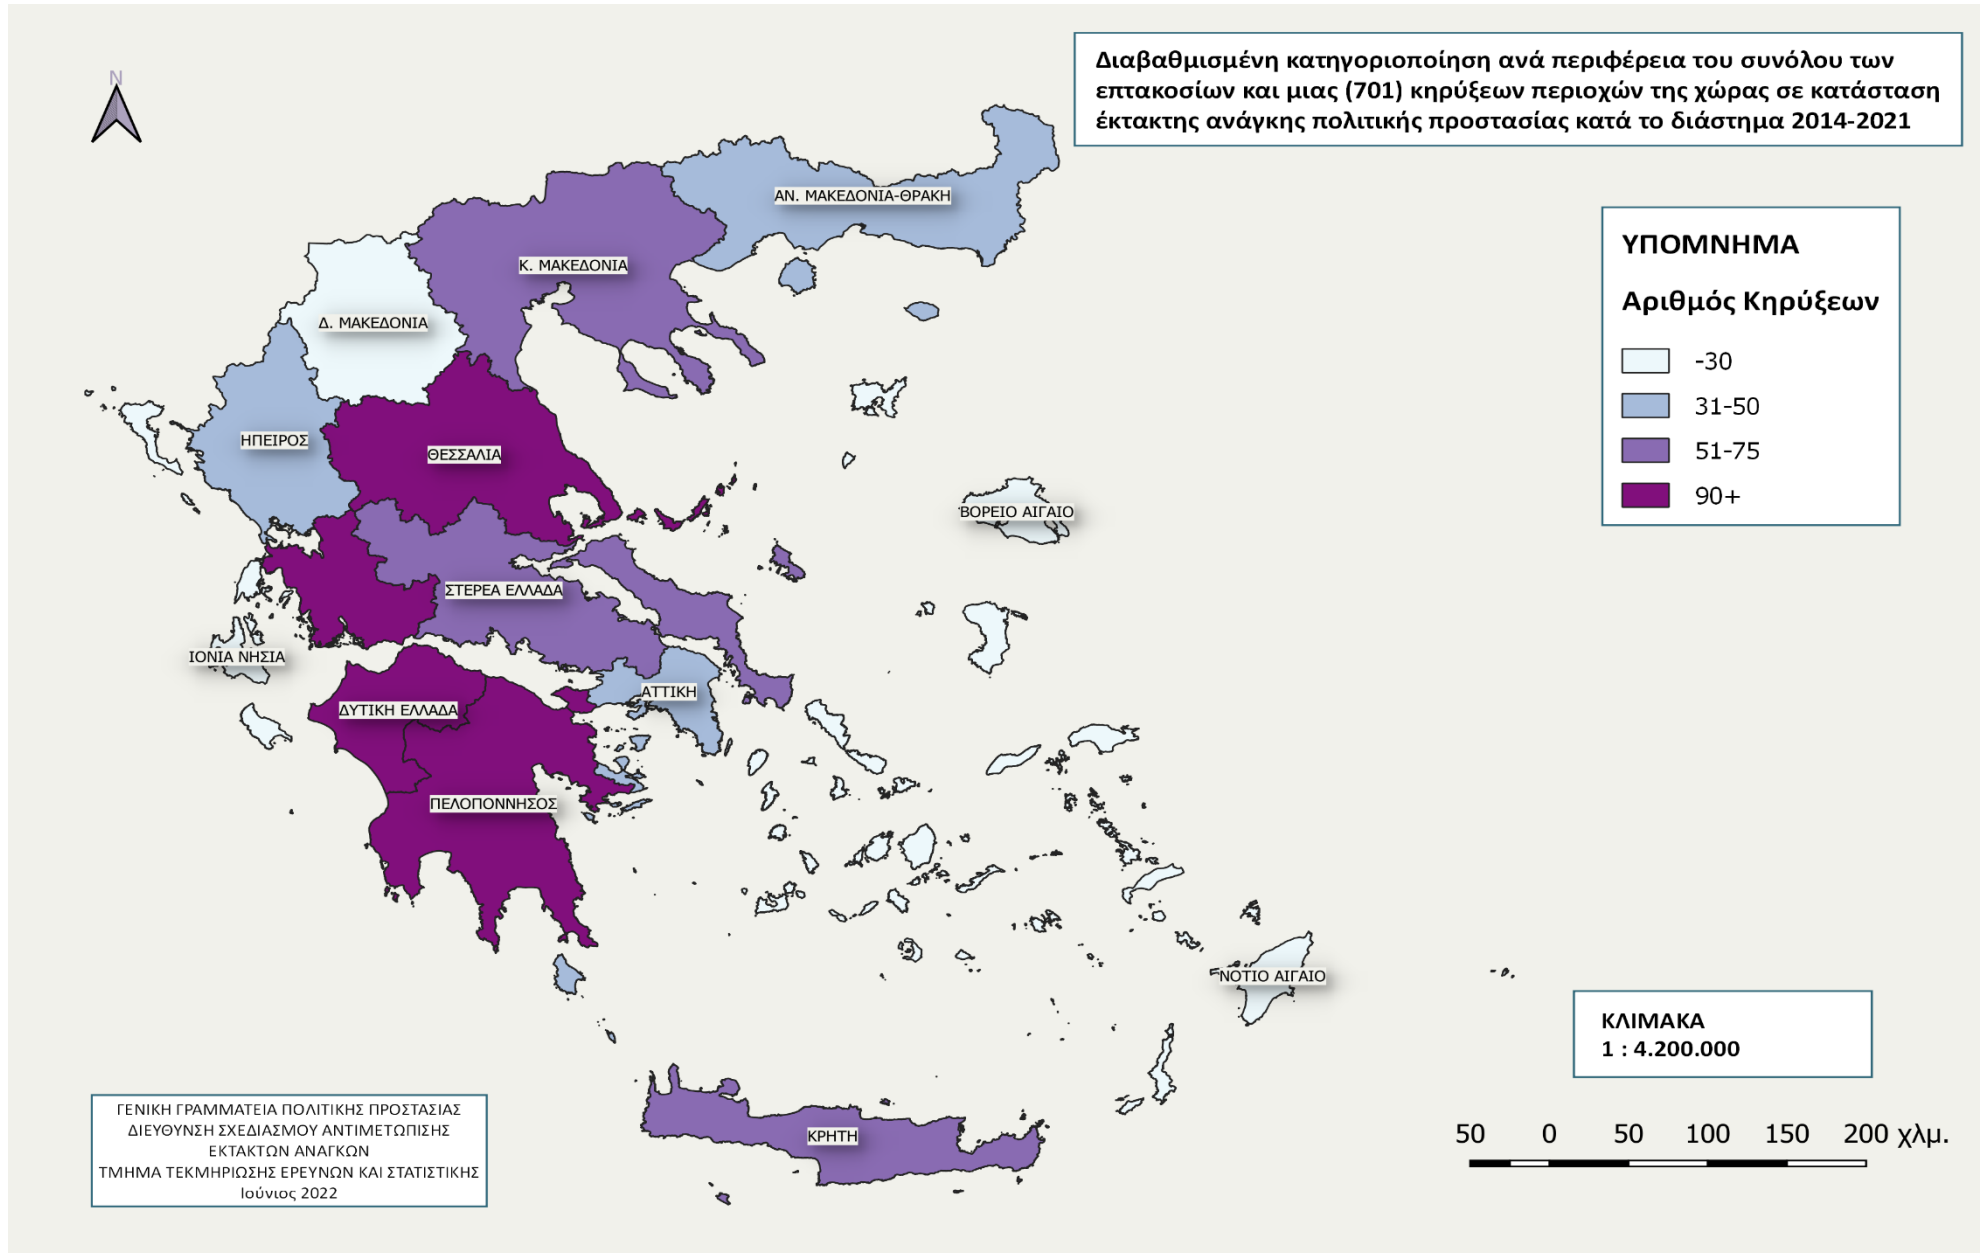 N
Διαβαθμισμένη κατηγοριοποίηση ανά περιφέρεια του συνόλου των
επτακοσίων και μιας (701) κηρύξεων περιοχών της χώρας σε κατάσταση
έκτακτης ανάγκης πολιτικής προστασίας κατά το διάστημα 2014-2021
ΑΝ. ΜΑΚΕΔΟΝΙΑ-ΘΡΑΚΗ
Κ. ΜΑΚΕΔΟΝΙΑ
Δ. ΜΑΚΕΔΟΝΙΑ
ΗΠΕΙΡΟΣ
ΘΕΣΣΑΛΙΑ
ΒΟΡΕΙΟ ΑΙΓΑΙΟ
ΣΤΕΡΕΑ ΕΛΛΑΔΑ
ΙΟΝΙΑ ΝΗΣΙΑ
ΑΤΤΙΚΗ
ΔΥΤΙΚΗ ΕΛΛΑΔΑ
ΠΕΛΟΠΟΝΝΗΣΟΣ
ΝΟΤΙΟ ΑΙΓΑΙΟ
ΚΡΗΤΗ
ΥΠΟΜΝΗΜΑ
Αριθμός Κηρύξεων
-30
31-50
51-75
90+
ΚΛΙΜΑΚΑ
1 : 4.200.000
50 0 50 100 150 200 χλμ.
ΓΕΝΙΚΗ ΓΡΑΜΜΑΤΕΙΑ ΠΟΛΙΤΙΚΗΣ ΠΡΟΣΤΑΣΙΑΣ
ΔΙΕΥΘΥΝΣΗ ΣΧΕΔΙΑΣΜΟΥ ΑΝΤΙΜΕΤΩΠΙΣΗΣ
ΕΚΤΑΚΤΩΝ ΑΝΑΓΚΩΝ
ΤΜΗΜΑ ΤΕΚΜΗΡΙΩΣΗΣ ΕΡΕΥΝΩΝ ΚΑΙ ΣΤΑΤΙΣΤΙΚΗΣ
Ιούνιος 2022